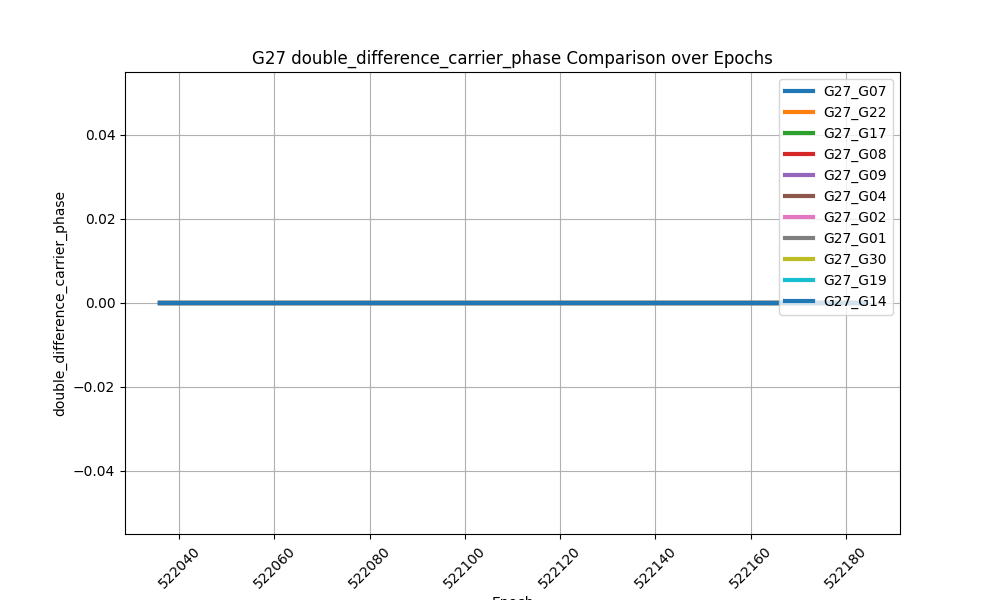 G27 double_difference_carrier_phase Comparison over Epochs
double_difference_carrier_phase
0.04
0.02
0.00
−0.02
−0.04
G27_G07
G27_G22
G27_G17
G27_G08
G27_G09
G27_G04
G27_G02
G27_G01
G27_G30
G27_G19
G27_G14
522040
522060
522080
522100
522120
522140
522160
522180
Epoch